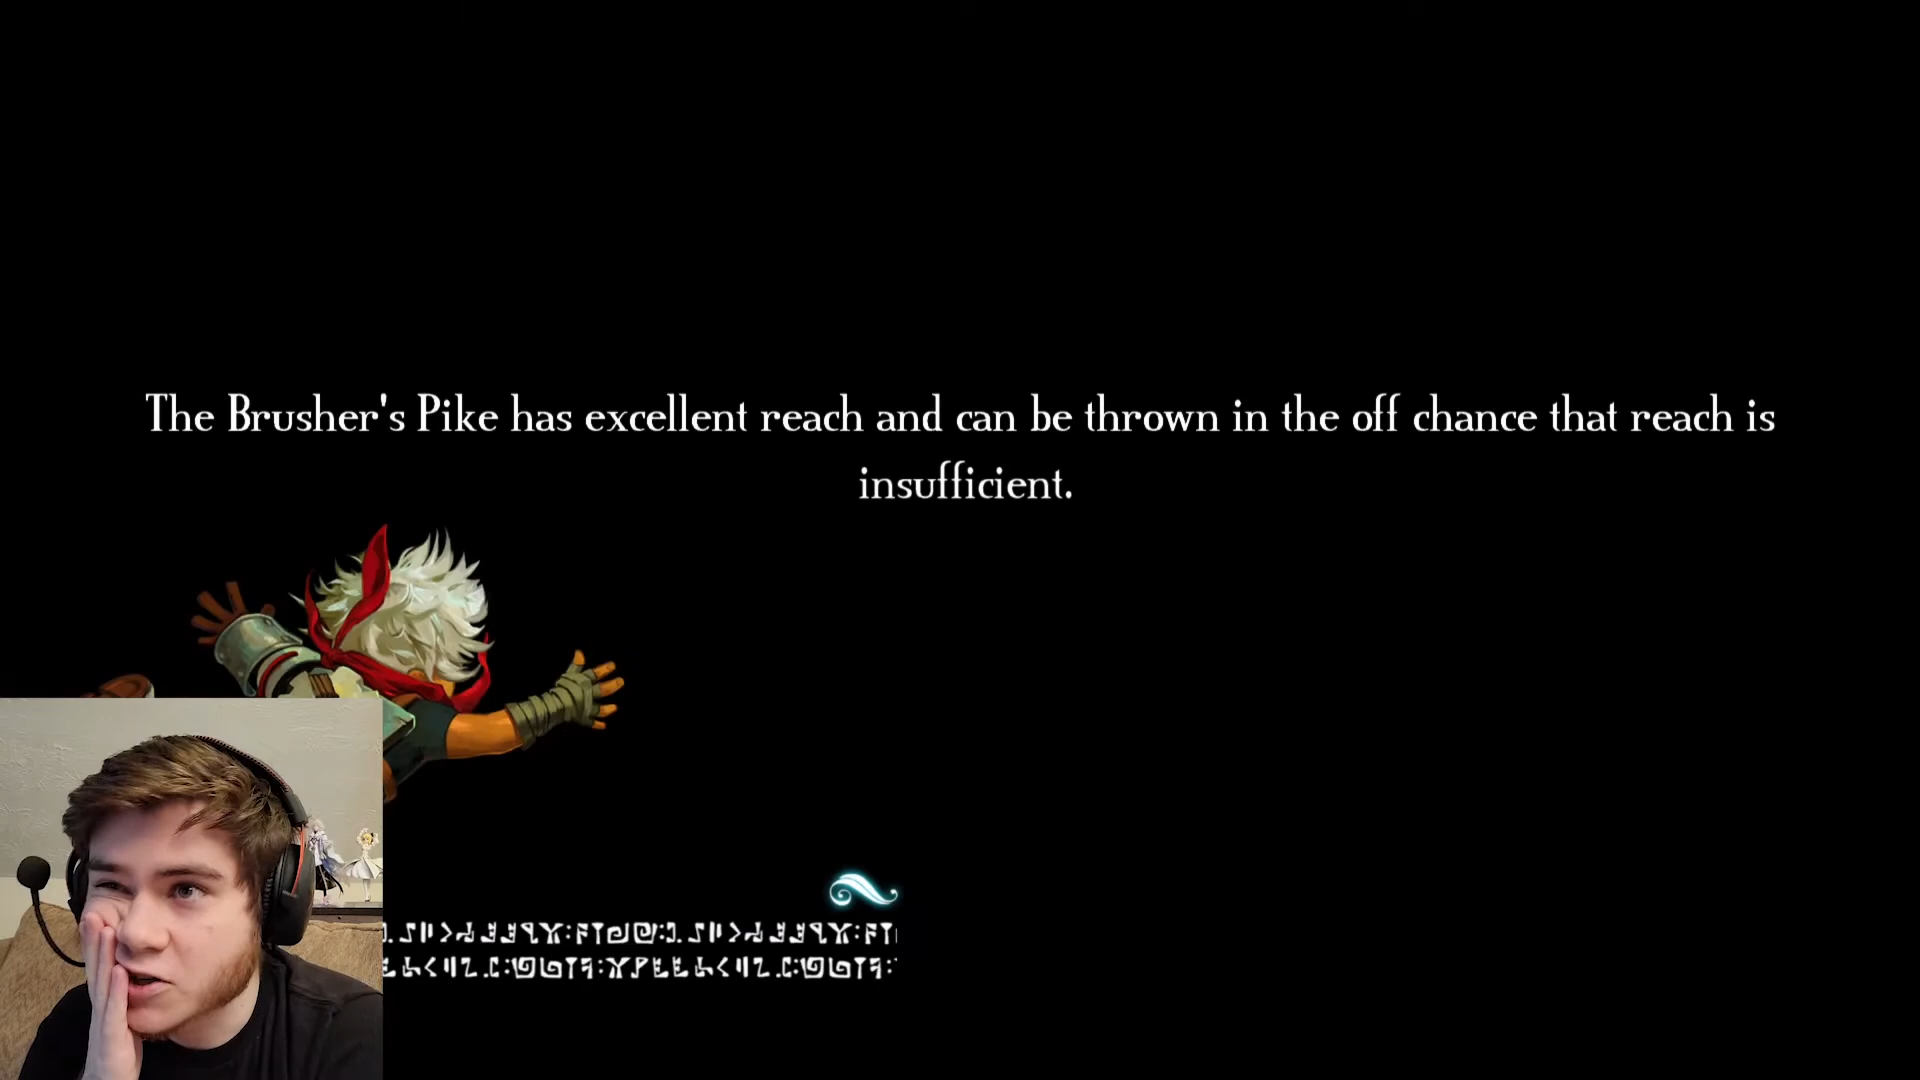 The Brusher's Pike has excellent reach and can be thrown in the off chance that reach is
insufficient.